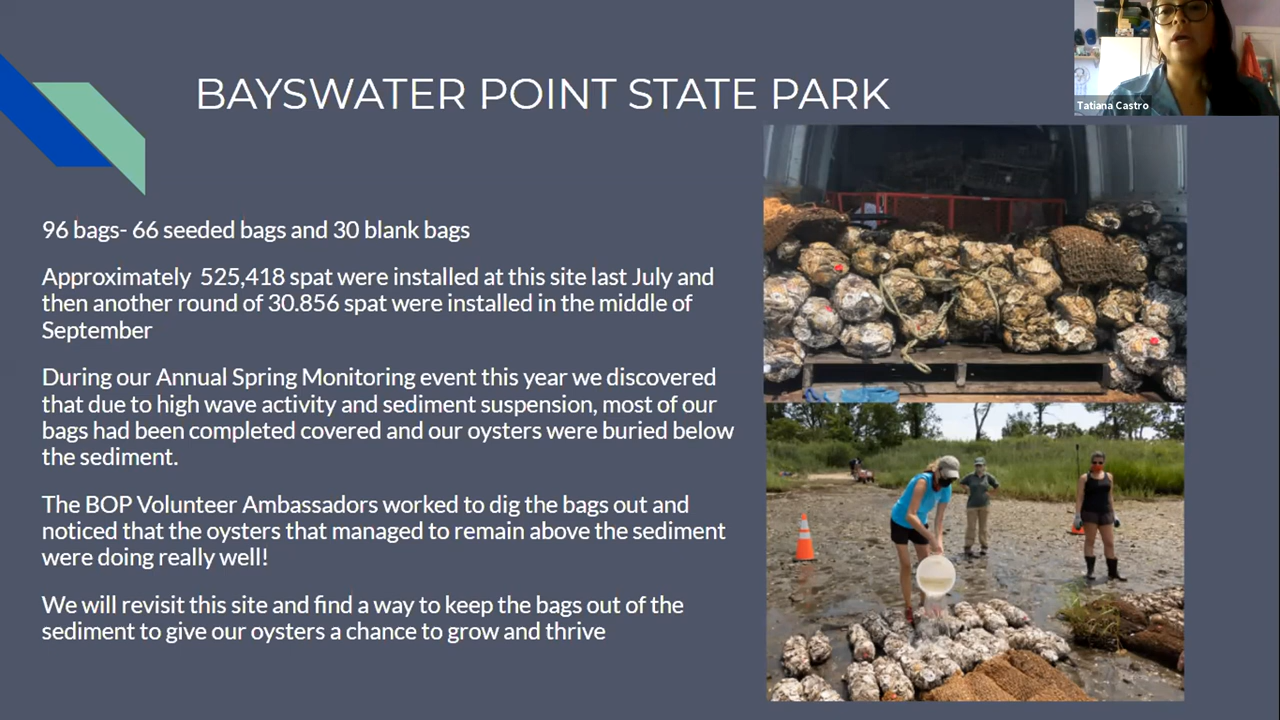 Tatiana Castro
BAYSWATER POINT STATE PARK
96 bags- 66 seeded bags and 30 blank bags
Approximately 525,418 spat were installed at this site last July and
then another round of 30.856 spat were installed in the middle of
September
During our Annual Spring Monitoring event this year we discovered
that due to high wave activity and sediment suspension, most of our
bags had been completed covered and our oysters were buried below
the sediment.
The BOP Volunteer Ambassadors worked to dig the bags out and
noticed that the oysters that managed to remain above the sediment
were doing really well!
We will revisit this site and find a way to keep the bags out of the
sediment to give our oysters a chance to grow and thrive